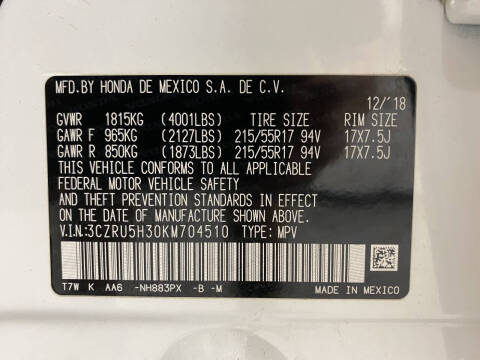 MFD.BY HONDA DE MEXICO S.A. DE C.V.
12/'18
GVWR 1815KG (4001LBS) TIRE SIZE RIM SIZE
GAWR F 965KG (2127LBS) 215/55R17 94V 17X7.5J
GAWR R 850KG (1873LBS) 215/55R17 94V 17X7.5J
THIS VEHICLE CONFORMS TO ALL APPLICABLE
FEDERAL MOTOR VEHICLE SAFETY
AND THEFT PREVENTION STANDARDS
IN EFFECT ON THE
DATE OF MANUFACTURE SHOWN ABOVE.
V.I.N:3CZRU5H30KM704510 TYPE: MPV
T7W K AA6 -NH883PX -B -M
MADE IN MEXICO